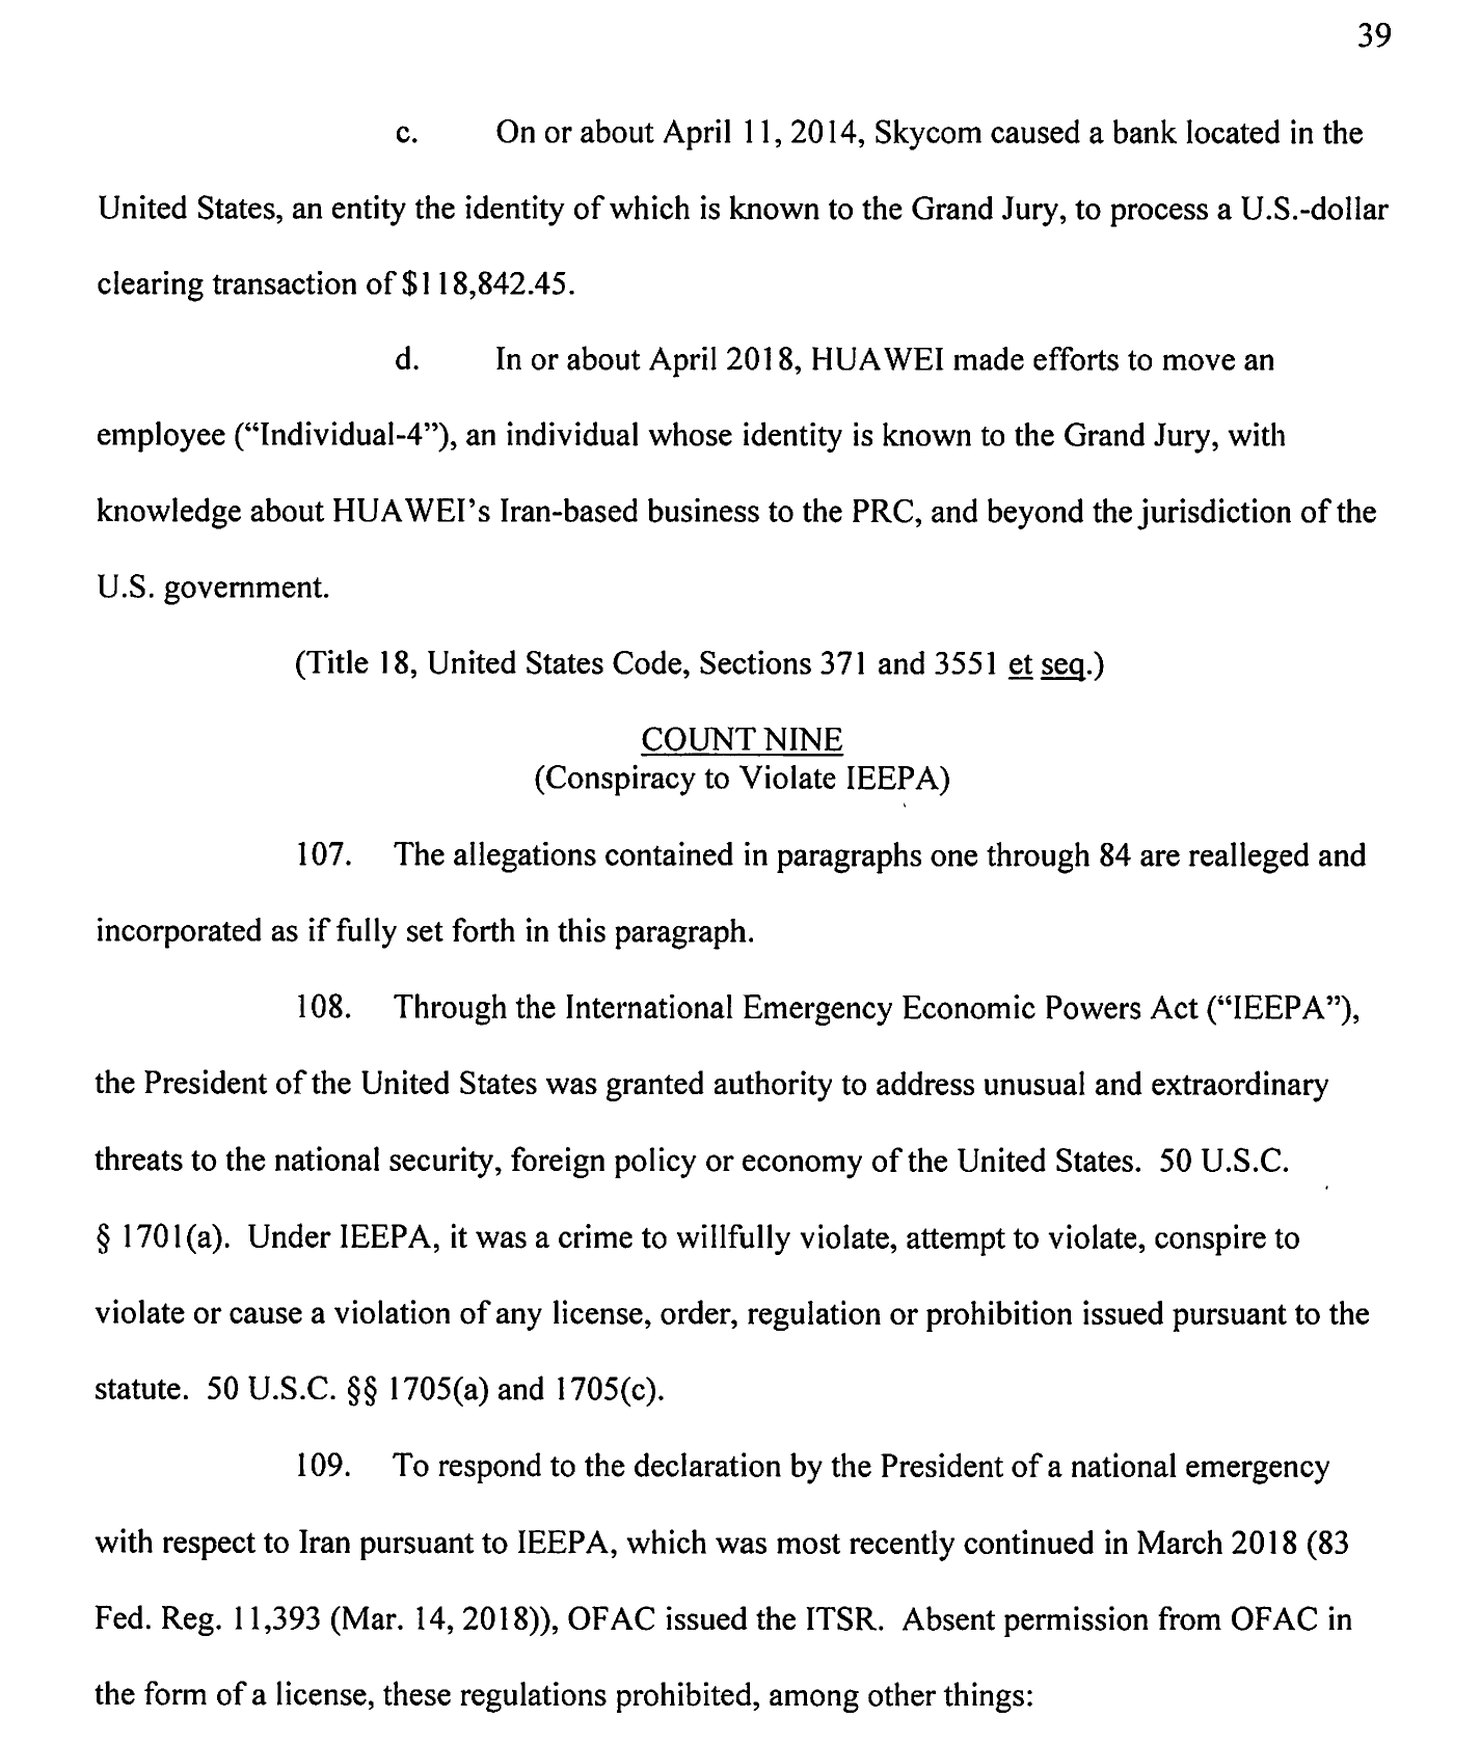 39
c. On or about April 11, 2014, Skycom caused a bank located in the
United States, an entity the identity of which is known to the Grand Jury, to process a U.S.-dollar
clearing transaction of $118,842.45.
d. In or about April 2018, HUAWEI made efforts to move an
employee (“Individual-4”), an individual whose identity is known to the Grand Jury, with
knowledge about HUAWEI’s Iran-based business to the PRC, and beyond the jurisdiction of the
U.S. government.
(Title 18, United States Code, Sections 371 and 3551 et seq.)
COUNT NINE
(Conspiracy to Violate IEEPA)
107. The allegations contained in paragraphs one through 84 are realleged and
incorporated as if fully set forth in this paragraph.
108. Through the International Emergency Economic Powers Act (“IEEPA”),
the President of the United States was granted authority to address unusual and extraordinary
threats to the national security, foreign policy or economy of the United States. 50 U.S.C.
§ 1701(a). Under IEEPA, it was a crime to willfully violate, attempt to violate, conspire to
violate or cause a violation of any license, order, regulation or prohibition issued pursuant to the
statute. 50 U.S.C. §§ 1705(a) and 1705(c).
109. To respond to the declaration by the President of a national emergency
with respect to Iran pursuant to IEEPA, which was most recently continued in March 2018 (83
Fed. Reg. 11,393 (Mar. 14, 2018)), OFAC issued the ITSR. Absent permission from OFAC in
the form of a license, these regulations prohibited, among other things: